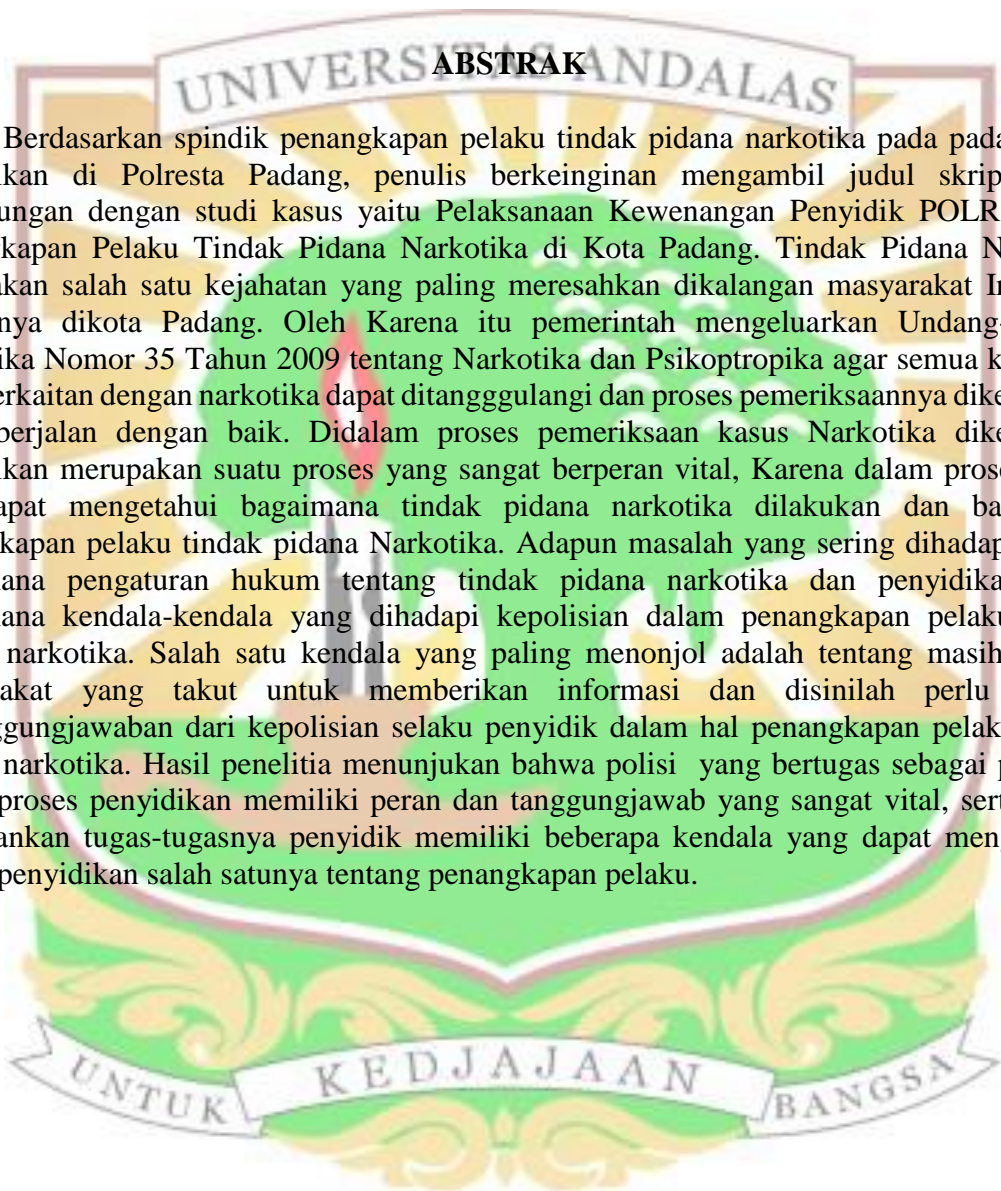 UNIVERSITAS ANDALAS
ABSTRAK
Berdasarkan spindik penangkapan pelaku tindak pidana narkotika pada pada
ikan di Polresta Padang, penulis berkeinginan mengambil judul skrip
ungan dengan studi kasus yaitu Pelaksanaan Kewenangan Penyidik POLR
kapan Pelaku Tindak Pidana Narkotika di Kota Padang. Tindak Pidana N
akan salah satu kejahatan yang paling meresahkan dikalangan masyarakat In
nya dikota Padang. Oleh Karena itu pemerintah mengeluarkan Undang-
ika Nomor 35 Tahun 2009 tentang Narkotika dan Psikoptropika agar semua k
erkaitan dengan narkotika dapat ditangggulangi dan proses pemeriksaannya dike
berjalan dengan baik. Didalam proses pemeriksaan kasus Narkotika dike
ikan merupakan suatu proses yang sangat berperan vital, Karena dalam prose
apat mengetahui bagaimana tindak pidana narkotika dilakukan dan ba
kapan pelaku tindak pidana Narkotika. Adapun masalah yang sering dihadap
ana pengaturan hukum tentang tindak pidana narkotika dan penyidika
ana kendala-kendala yang dihadapi kepolisian dalam penangkapan pelaku
narkotika. Salah satu kendala yang paling menonjol adalah tentang masih
akat yang takut untuk memberikan informasi dan disinilah perlu
ggungjawaban dari kepolisian selaku penyidik dalam hal penangkapan pelak
narkotika. Hasil penelitia menunjukan bahwa polisi yang bertugas sebagai p
proses penyidikan memiliki peran dan tanggungjawab yang sangat vital, sert
ankan tugas-tugasnya penyidik memiliki beberapa kendala yang dapat meng
penyidikan salah satunya tentang penangkapan pelaku.
UNTUK KEDJAJAAN BANGSA